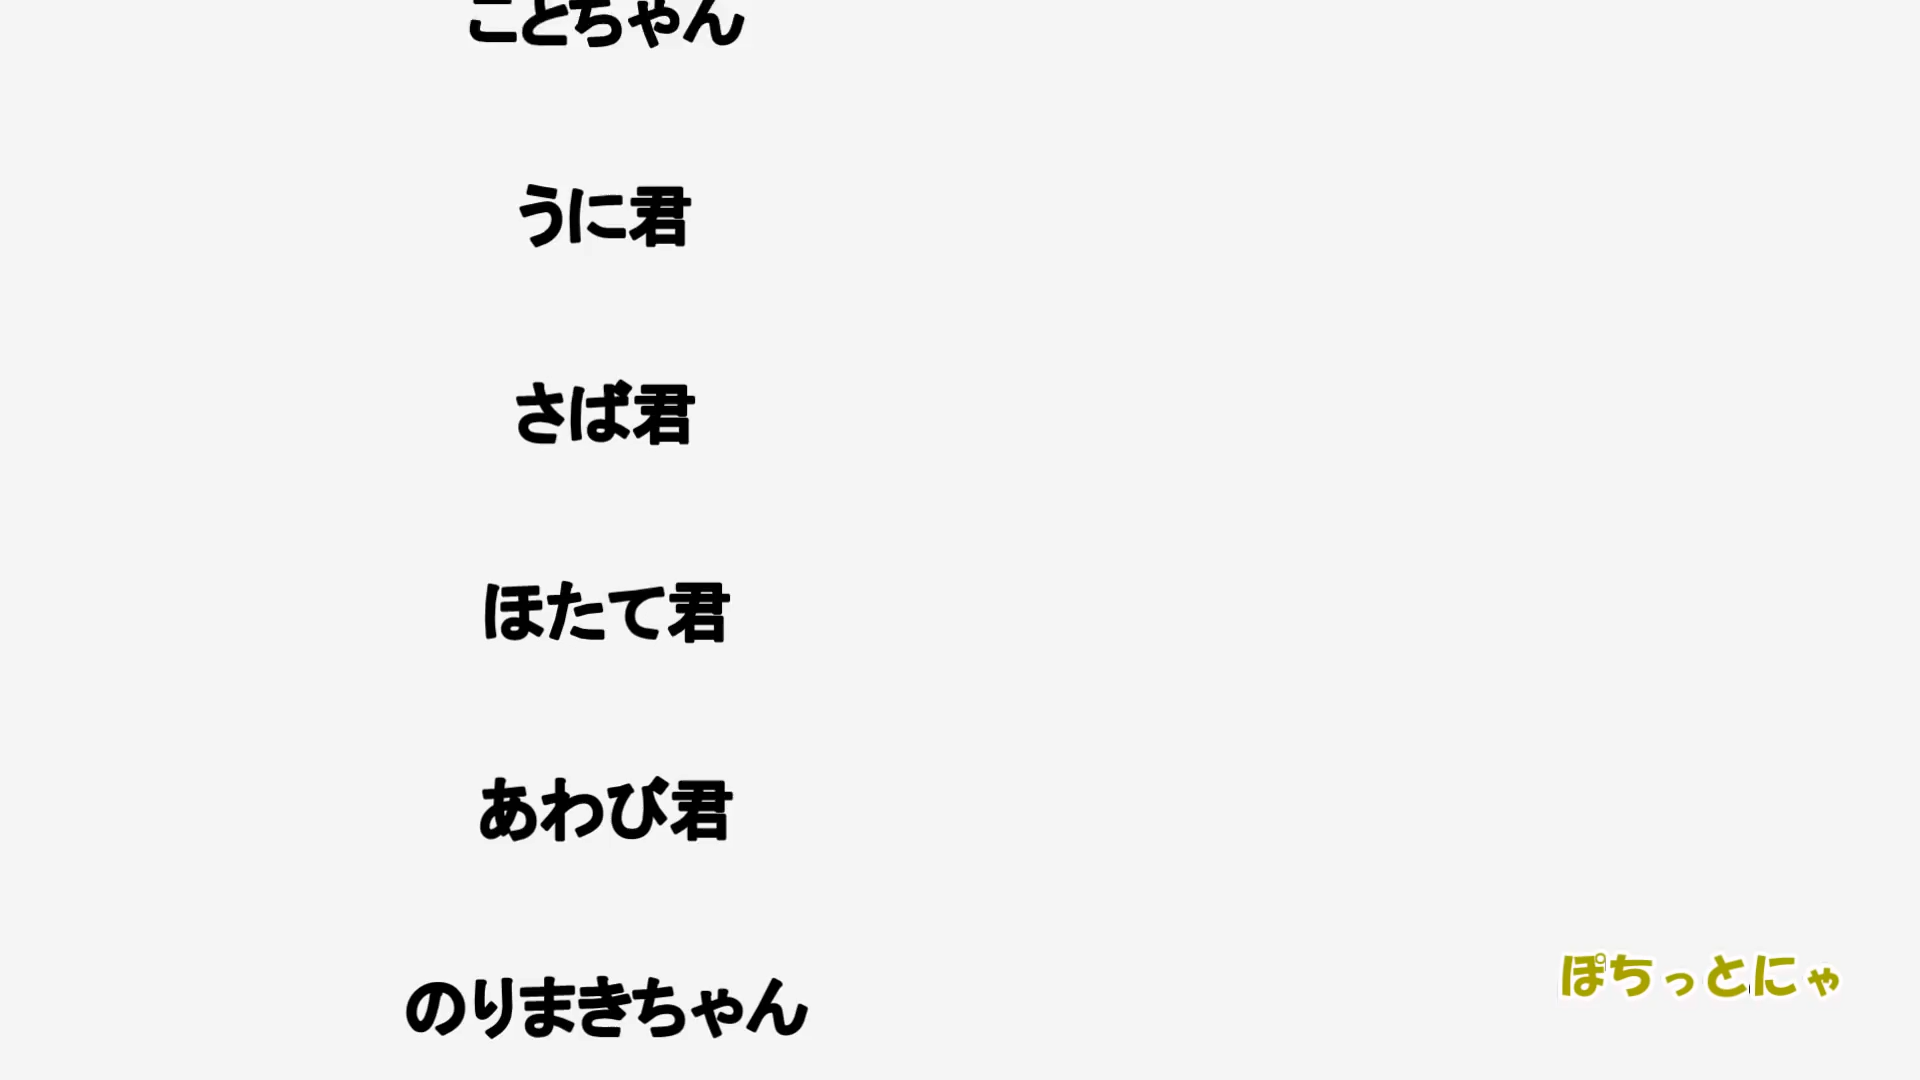 ことちゃん
うに君
さば君
ほたて君
あわび君
のりまきちゃん
ぽちっとにゃ